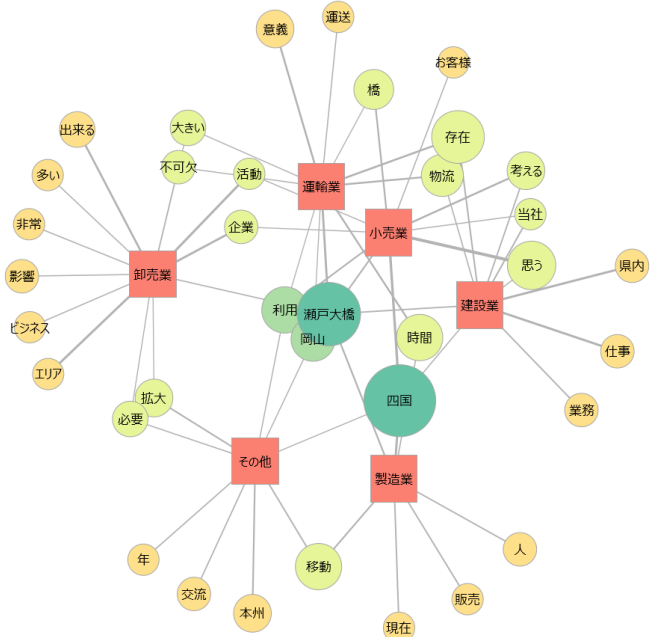 運送
意義
お客様
橋
大きい
出来る
存在
不可欠
活動
多い
考える
物流
運輸業
当社
非常
企業
小売業
思う
県内
影響
卸売業
建設業
利用
瀬戸大橋
ビジネス
岡山
時間
仕事
エリア
拡大
四国
業務
必要
その他
製造業
人
年
移動
交流
販売
本州
現在